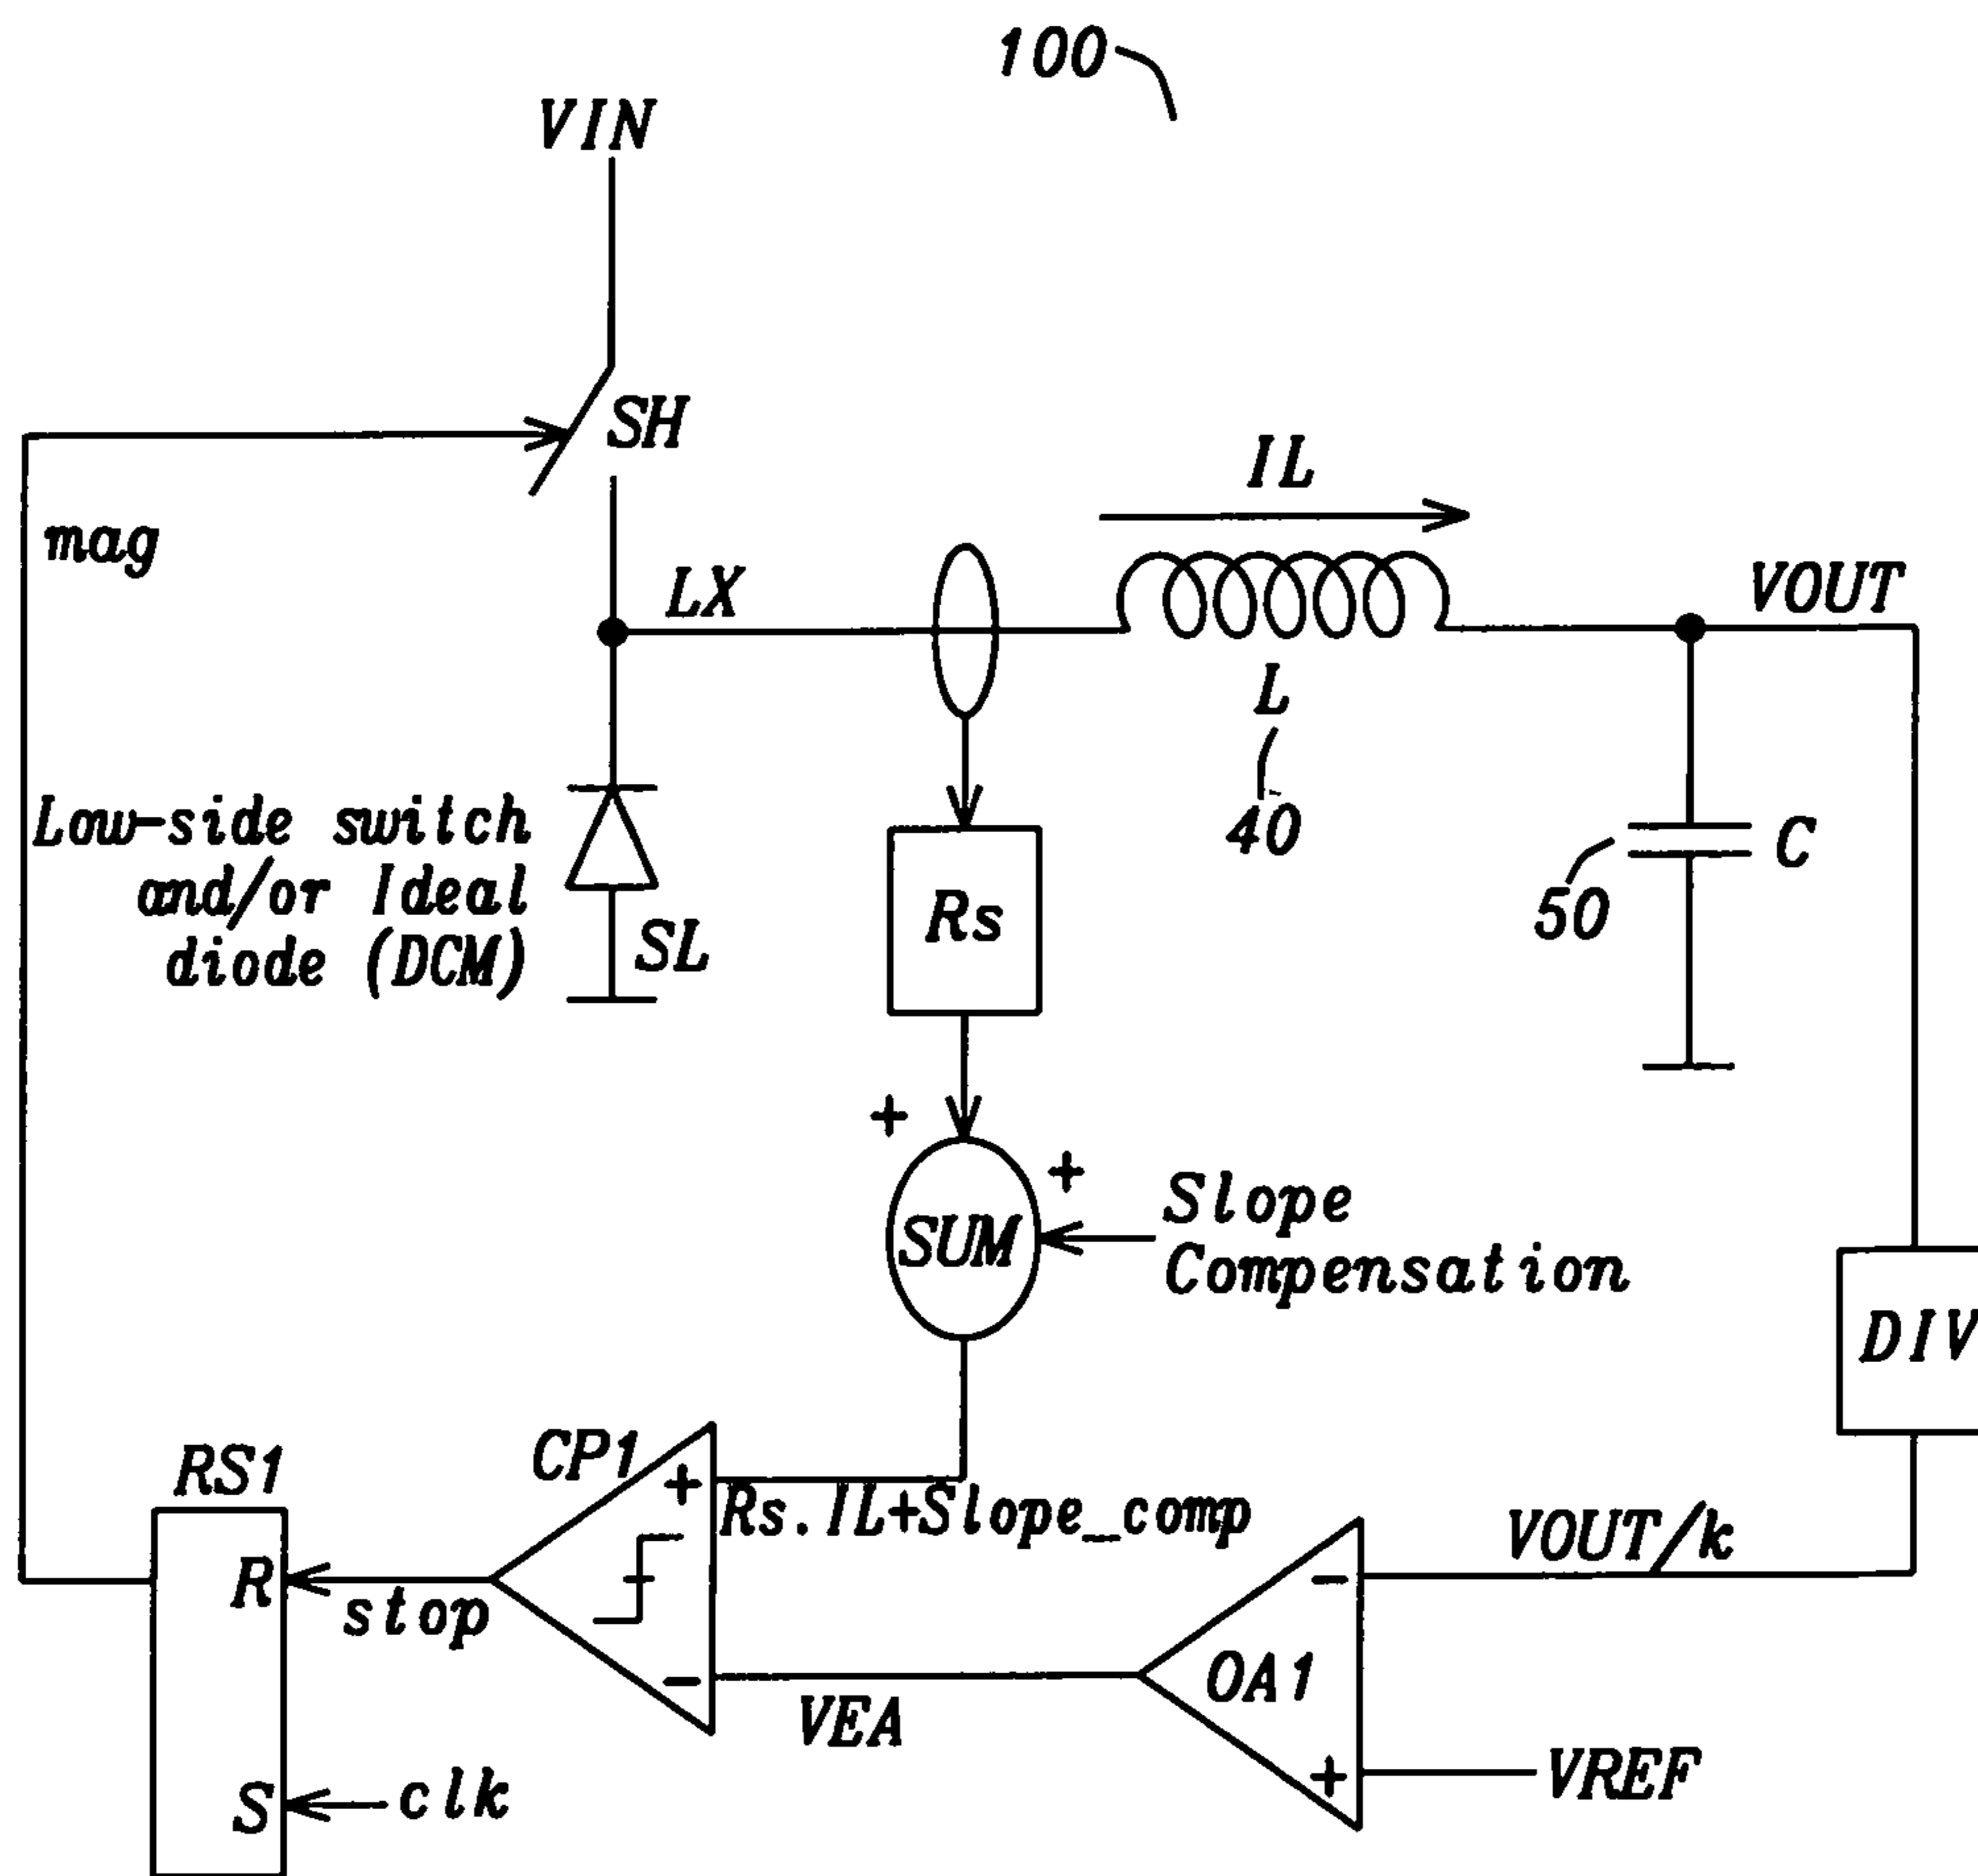 100
VIN
SH
IL
mag
LX
VOUT
L
40
Low-side switch
and/or Ideal
diode (DCM)
SL
Rs
C
50
+
+
SUM
Slope
Compensation
DIV
CP1
RS1
+
Rs.IL+Slope_comp
VOUT/k
R
stop
-
-
OA1
VEA
+
VREF
S
clk